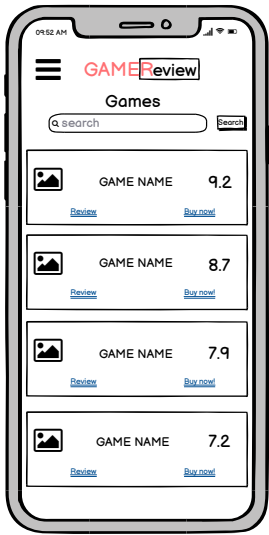 09:52 AM
GAMEReview
Games
search
Search
GAME NAME 9.2
Review Buy now!
GAME NAME 8.7
Review Buy now!
GAME NAME 7.9
Review Buy now!
GAME NAME 7.2
Review Buy now!